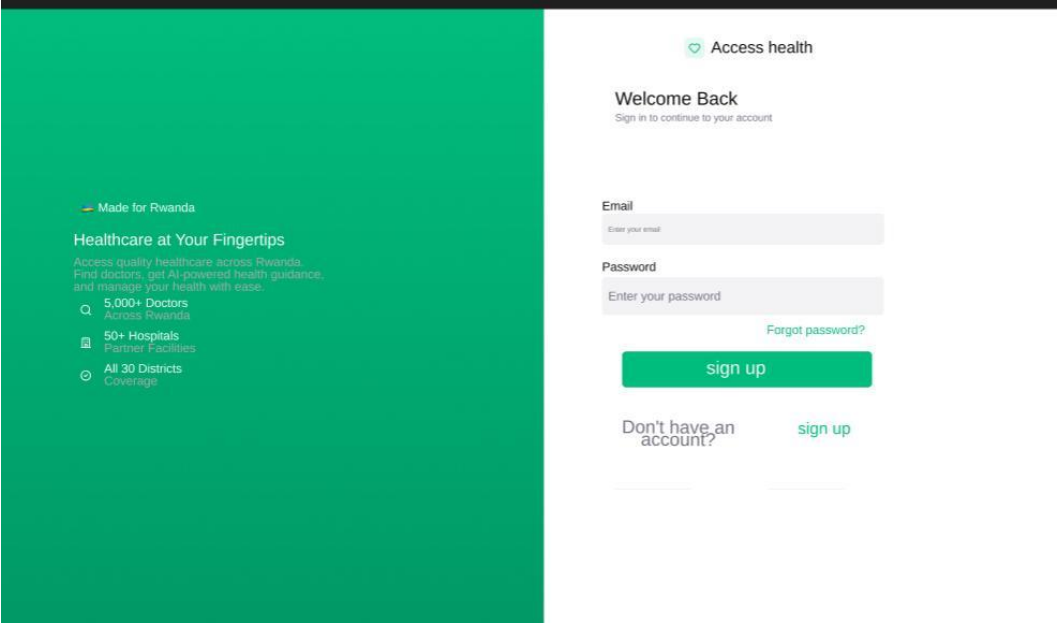 Made for Rwanda
Healthcare at Your Fingertips
Access quality healthcare across Rwanda.
Find doctors, get AI-powered health guidance,
and manage your health with ease.
5,000+ Doctors
Across Rwanda
50+ Hospitals
Partner Facilities
All 30 Districts
Coverage
Access health
Welcome Back
Sign in to continue to your account
Email
Enter your email
Password
Enter your password
Forgot password?
sign up
Don't have an
account?
sign up